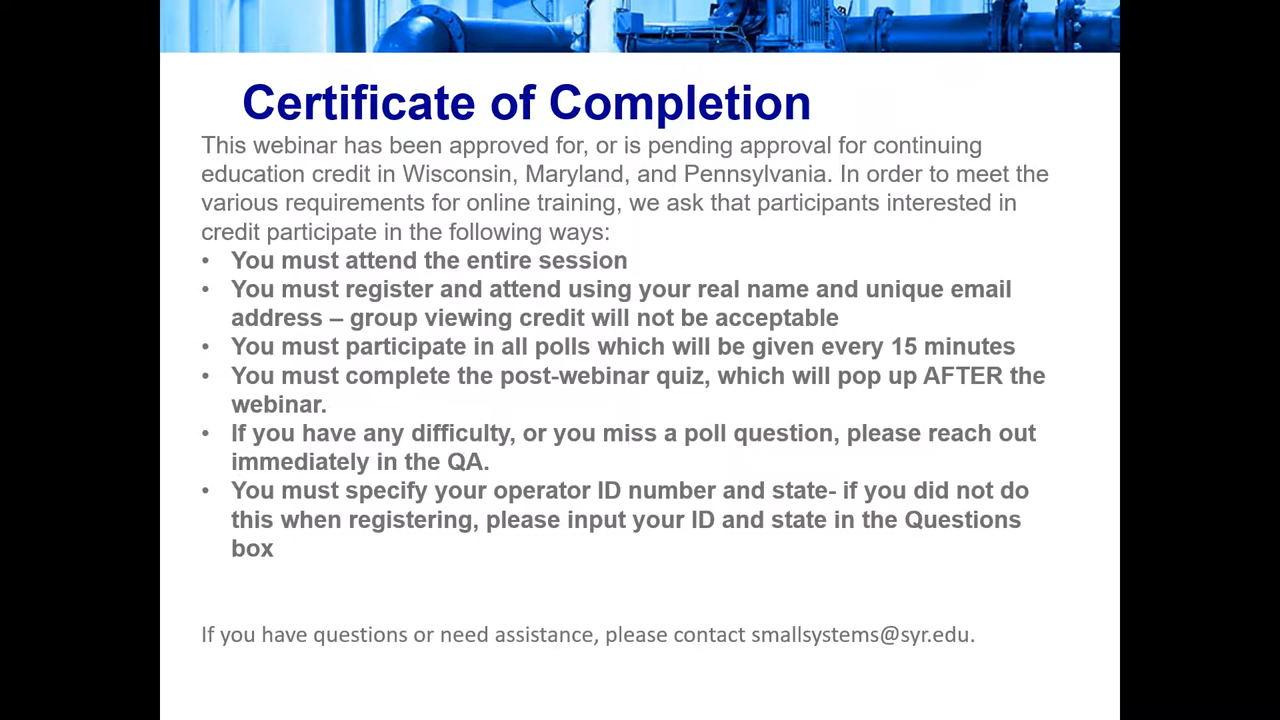 Certificate of Completion
This webinar has been approved for, or is pending approval for continuing
education credit in Wisconsin, Maryland, and Pennsylvania. In order to meet the
various requirements for online training, we ask that participants interested in
credit participate in the following ways:
• You must attend the entire session
• You must register and attend using your real name and unique email
address – group viewing credit will not be acceptable
• You must participate in all polls which will be given every 15 minutes
• You must complete the post-webinar quiz, which will pop up AFTER the
webinar.
• If you have any difficulty, or you miss a poll question, please reach out
immediately in the QA.
• You must specify your operator ID number and state- if you did not do
this when registering, please input your ID and state in the Questions
box
If you have questions or need assistance, please contact smallsystems@syr.edu.